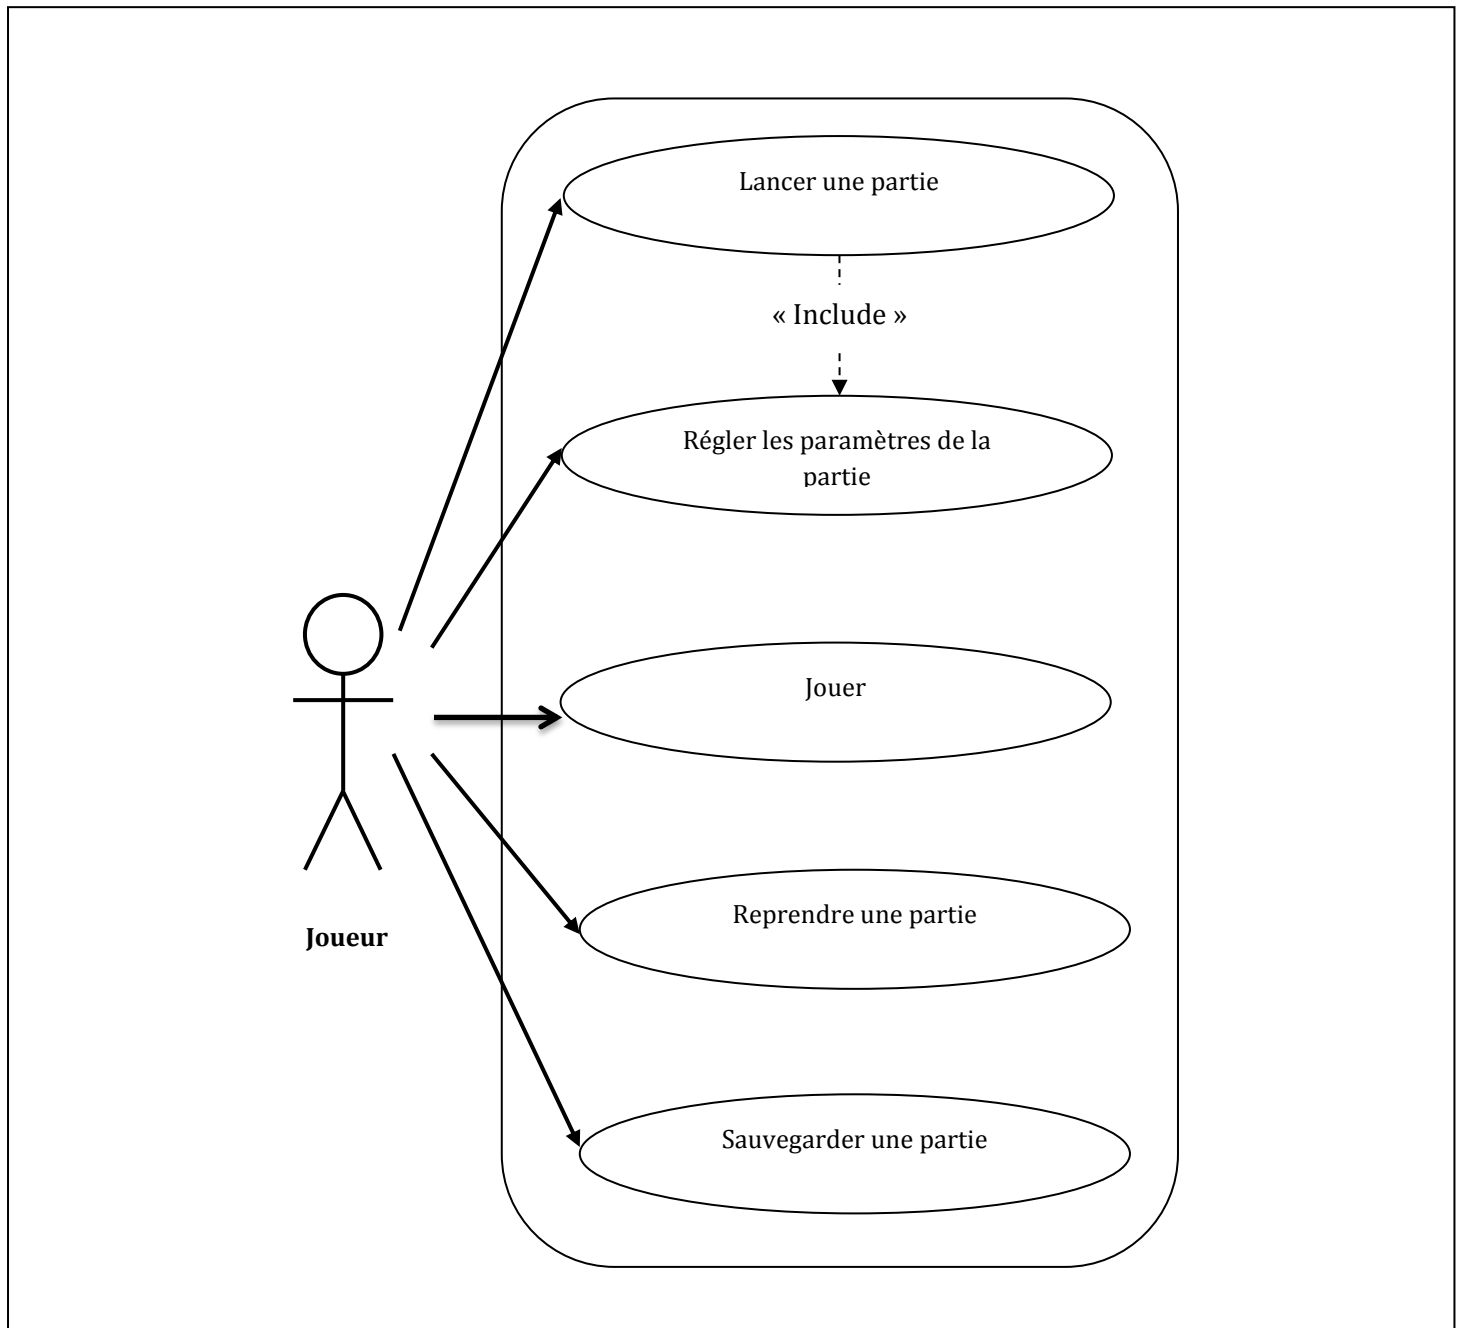 Lancer une partie
« Include »
Régler les paramètres de la
partie
Jouer
Reprendre une partie
Joueur
Sauvegarder une partie